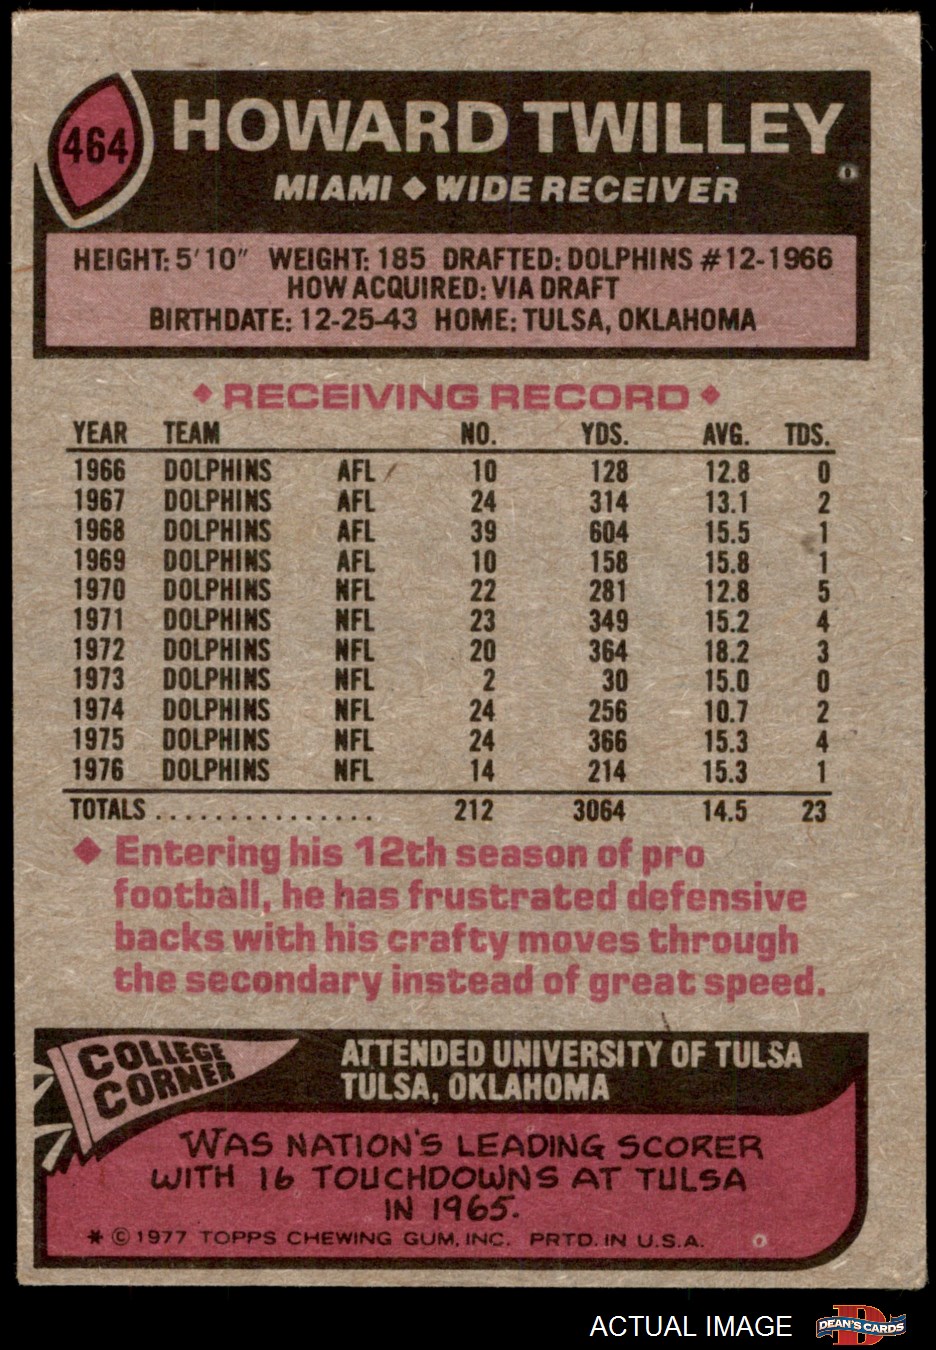 464
HOWARD TWILLEY
MIAMI ◆ WIDE RECEIVER
HEIGHT: 5'10" WEIGHT: 185 DRAFTED: DOLPHINS #12-1966
HOW ACQUIRED: VIA DRAFT
BIRTHDATE: 12-25-43 HOME: TULSA, OKLAHOMA
◆ RECEIVING RECORD ◆
YEAR TEAM NO. YDS. AVG. TDS.
1966 DOLPHINS AFL 10 128 12.8 0
1967 DOLPHINS AFL 24 314 13.1 2
1968 DOLPHINS AFL 39 604 15.5 1
1969 DOLPHINS AFL 10 158 15.8 1
1970 DOLPHINS NFL 22 281 12.8 5
1971 DOLPHINS NFL 23 349 15.2 4
1972 DOLPHINS NFL 20 364 18.2 3
1973 DOLPHINS NFL 2 30 15.0 0
1974 DOLPHINS NFL 24 256 10.7 2
1975 DOLPHINS NFL 24 366 15.3 4
1976 DOLPHINS NFL 14 214 15.3 1
TOTALS ............... 212 3064 14.5 23
◆ Entering his 12th season of pro
football, he has frustrated defensive
backs with his crafty moves through
the secondary instead of great speed.
COLLEGE
CORNER
ATTENDED UNIVERSITY OF TULSA
TULSA, OKLAHOMA
WAS NATION'S LEADING SCORER
WITH 16 TOUCHDOWNS AT TULSA
IN 1965.
* © 1977 TOPPS CHEWING GUM, INC. PRTD. IN U.S.A.
ACTUAL IMAGE
DEAN'S CARDS